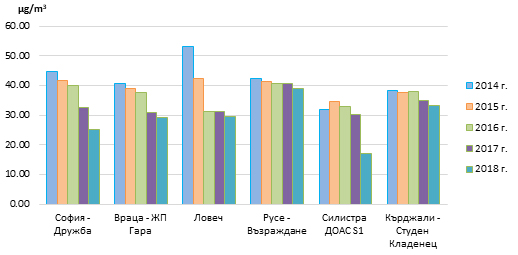 µg/m³
60.00
50.00
40.00
30.00
20.00
10.00
0.00
София -
Дружба
Враца - ЖП
Гара
Ловеч
Русе -
Възраждане
Силистра
ДОАС S1
Кърджали -
Студен
Кладенец
2014 г.
2015 г.
2016 г.
2017 г.
2018 г.